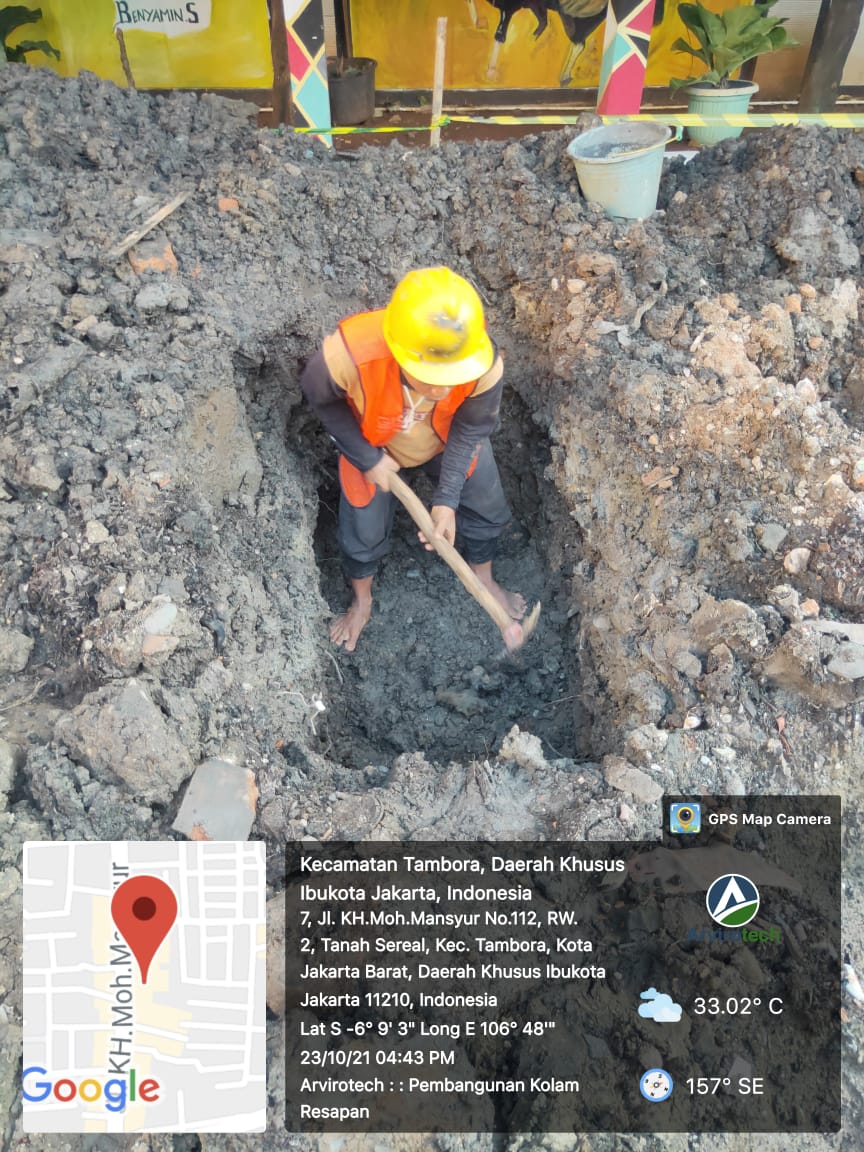 BENYAMIN.S
GPS Map Camera
Kecamatan Tambora, Daerah Khusus
Ibukota Jakarta, Indonesia
7, Jl. KH.Moh.Mansyur No.112, RW.
2, Tanah Sereal, Kec. Tambora, Kota
Jakarta Barat, Daerah Khusus Ibukota
Jakarta 11210, Indonesia
Lat S -6° 9' 3" Long E 106° 48'"
23/10/21 04:43 PM
Arvirotech : : Pembangunan Kolam
Resapan
Arvirotech
33.02° C
157° SE
KH.Moh.Ma
ur
Google